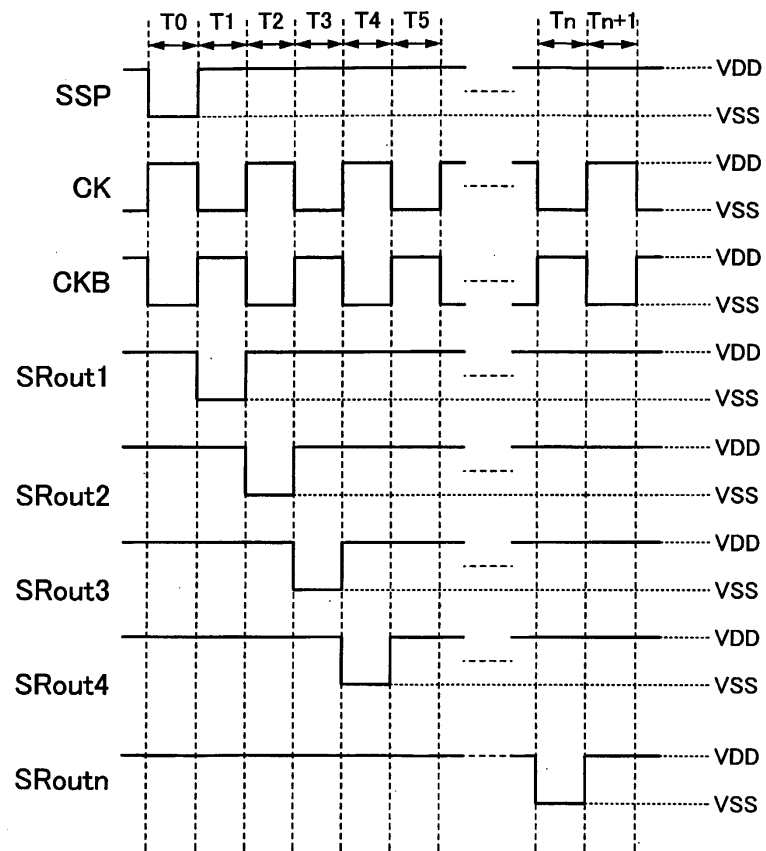 T0 T1 T2 T3 T4 T5 Tn Tn+1
SSP
VDD
VSS
CK
VDD
VSS
CKB
VDD
VSS
SRout1
VDD
VSS
SRout2
VDD
VSS
SRout3
VDD
VSS
SRout4
VDD
VSS
SRoutn
VDD
VSS